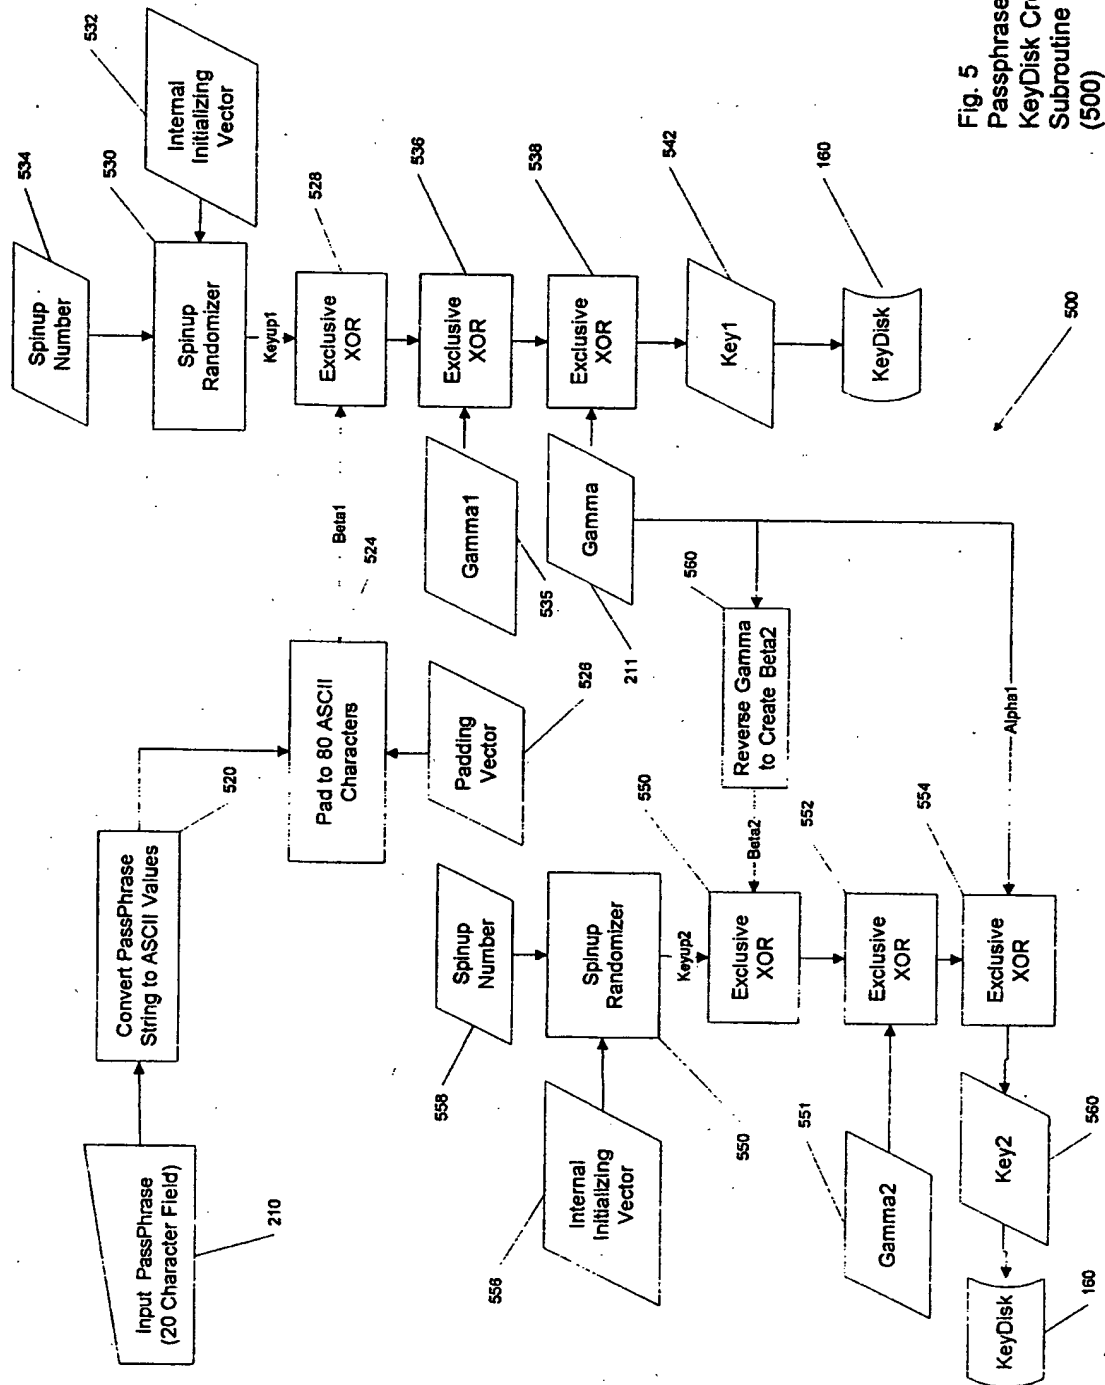 534
Spinup
Number
532
Internal
Initializing
Vector
530
Spinup
Randomizer
Keyup1
528
Exclusive
XOR
Beta1
524
536
Exclusive
XOR
Gamma1
535
538
Exclusive
XOR
Gamma
211
542
Key1
160
KeyDisk
500
Input PassPhrase
(20 Character Field)
210
Convert PassPhrase
String to ASCII Values
520
Pad to 80 ASCII
Characters
Padding
Vector
526
560
Reverse Gamma
to Create Beta2
Beta2
Alpha1
Spinup
Number
558
Spinup
Randomizer
550
Internal
Initializing
Vector
556
Keyup2
550
Exclusive
XOR
552
Exclusive
XOR
Gamma2
551
554
Exclusive
XOR
Key2
560
KeyDisk
160
Fig. 5
Passphrase
KeyDisk Cr
Subroutine
(500)